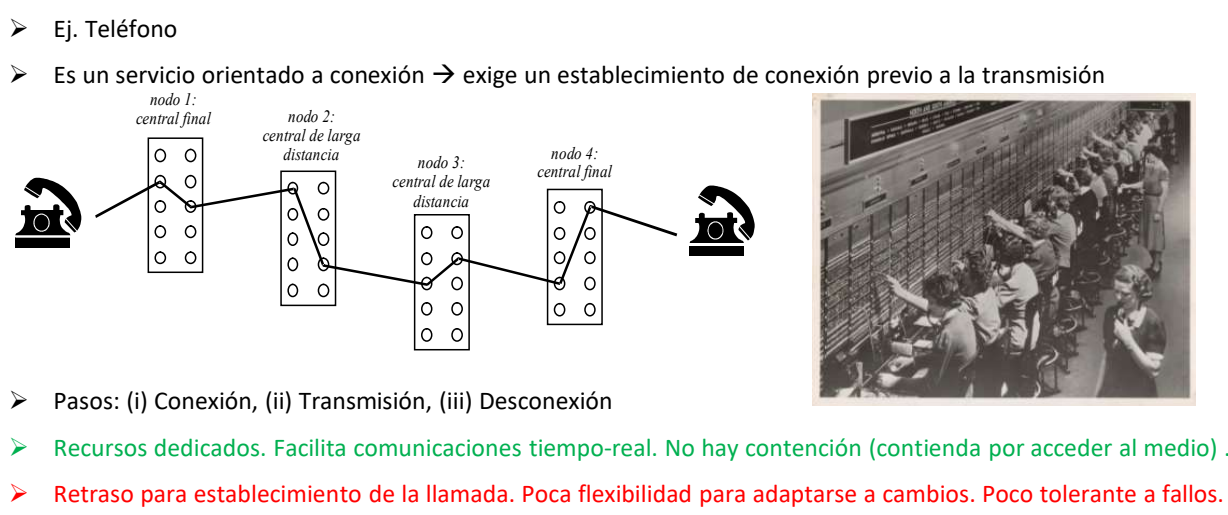 Ej. Teléfono
Es un servicio orientado a conexión → exige un establecimiento de conexión previo a la transmisión
nodo 1:
central final
nodo 2:
central de larga
distancia
nodo 3:
central de larga
distancia
nodo 4:
central final
Pasos: (i) Conexión, (ii) Transmisión, (iii) Desconexión
Recursos dedicados. Facilita comunicaciones tiempo-real. No hay contención (contienda por acceder al medio) .
Retraso para establecimiento de la llamada. Poca flexibilidad para adaptarse a cambios. Poco tolerante a fallos.